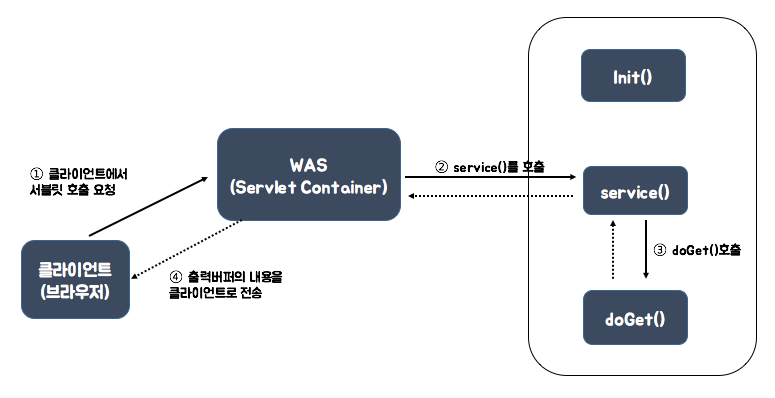 Init()
WAS
(Servlet Container)
② service()를 호출
① 클라이언트에서
서블릿 호출 요청
service()
③ doGet()호출
클라이언트
(브라우저)
④ 출력버퍼의 내용을
클라이언트로 전송
doGet()